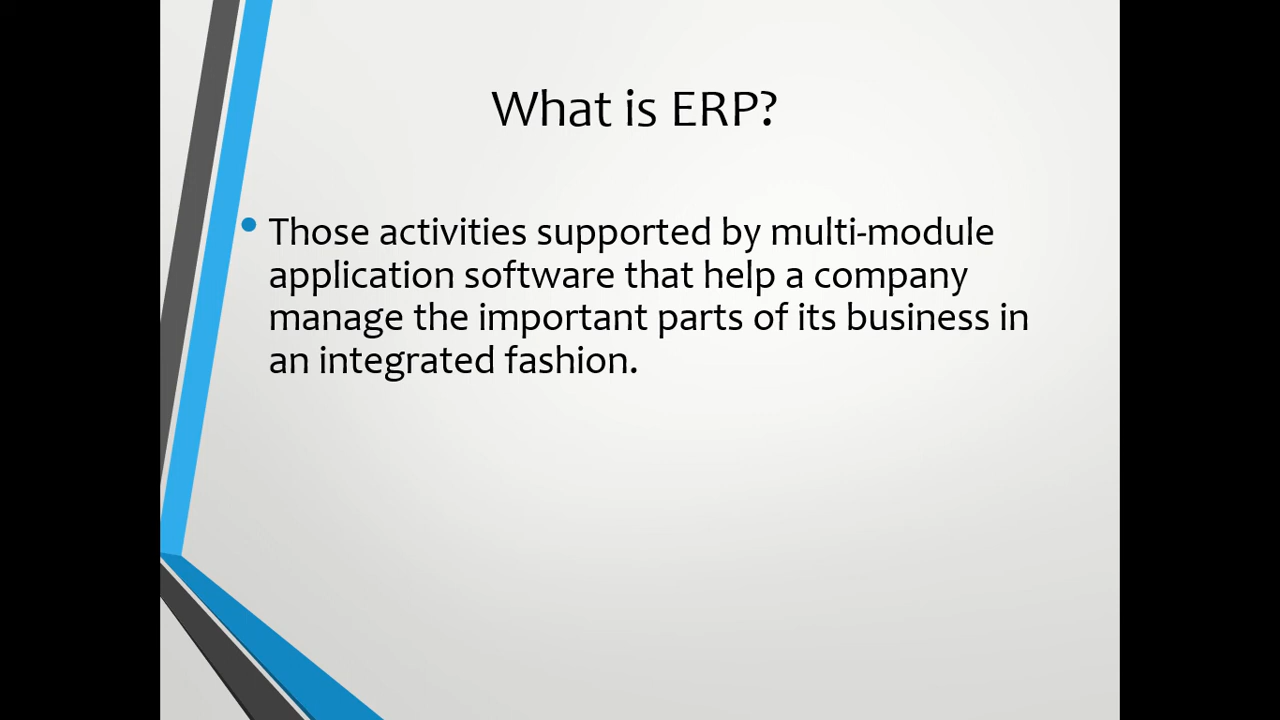 What is ERP?
• Those activities supported by multi-module
application software that help a company
manage the important parts of its business in
an integrated fashion.